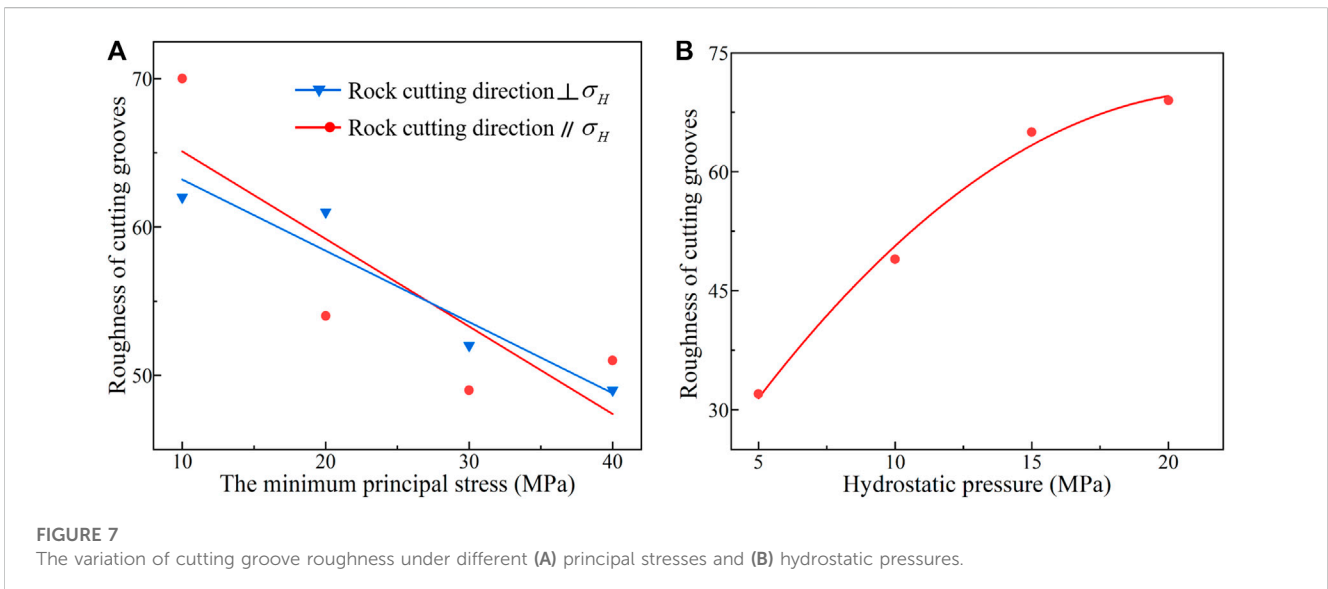 A
Roughness of cutting grooves
70
60
50
Rock cutting direction ⊥ σH
Rock cutting direction // σH
10 20 30 40
The minimum principal stress (MPa)
B
Roughness of cutting grooves
75
60
45
30
5 10 15 20
Hydrostatic pressure (MPa)
FIGURE 7
The variation of cutting groove roughness under different (A) principal stresses and (B) hydrostatic pressures.